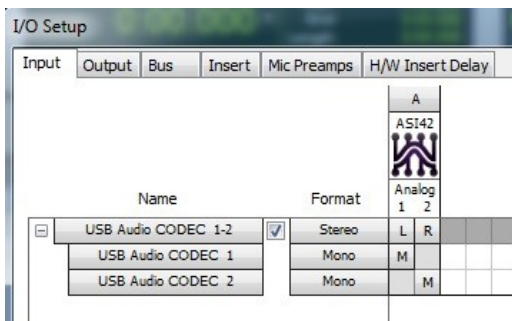 I/O Setup
Input Output Bus Insert Mic Preamps H/W Insert Delay
A
ASI42
Name Format Analog
1 2
USB Audio CODEC 1-2 Stereo L R
USB Audio CODEC 1 Mono M
USB Audio CODEC 2 Mono M